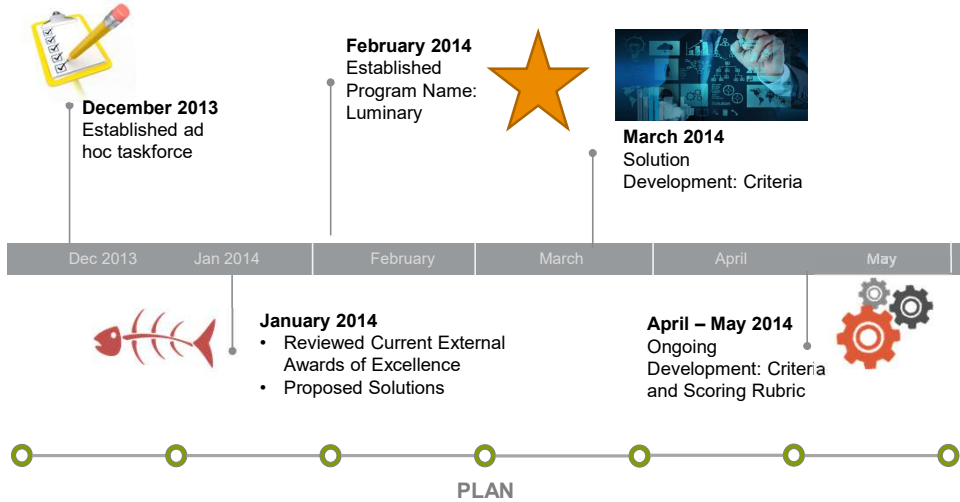 December 2013
Established ad
hoc taskforce
February 2014
Established
Program Name:
Luminary
March 2014
Solution
Development: Criteria
Dec 2013 Jan 2014 February March April May
January 2014
• Reviewed Current External
Awards of Excellence
• Proposed Solutions
April – May 2014
Ongoing
Development: Criteria
and Scoring Rubric
PLAN